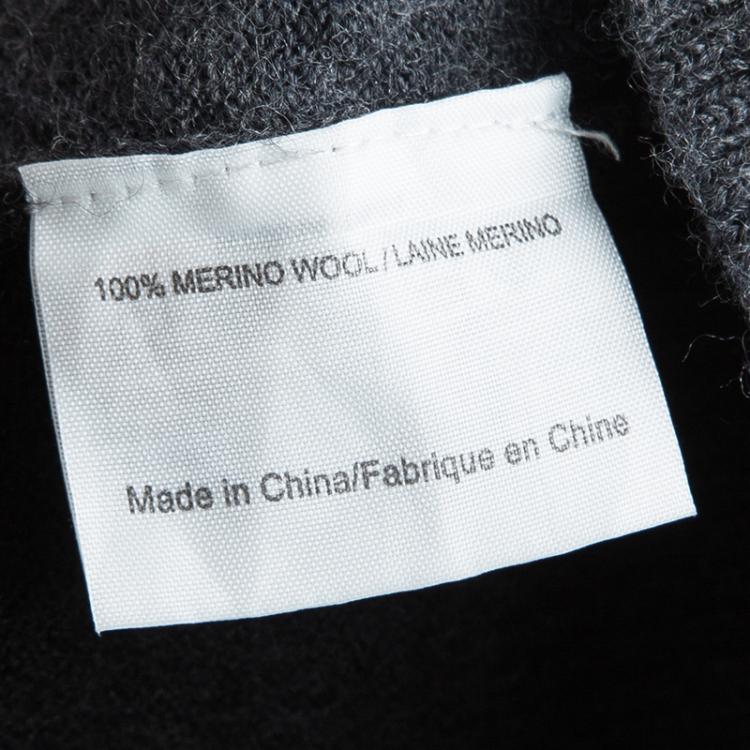 100% MERINO WOOL / LAINE MERINO
Made in China/Fabrique en Chine